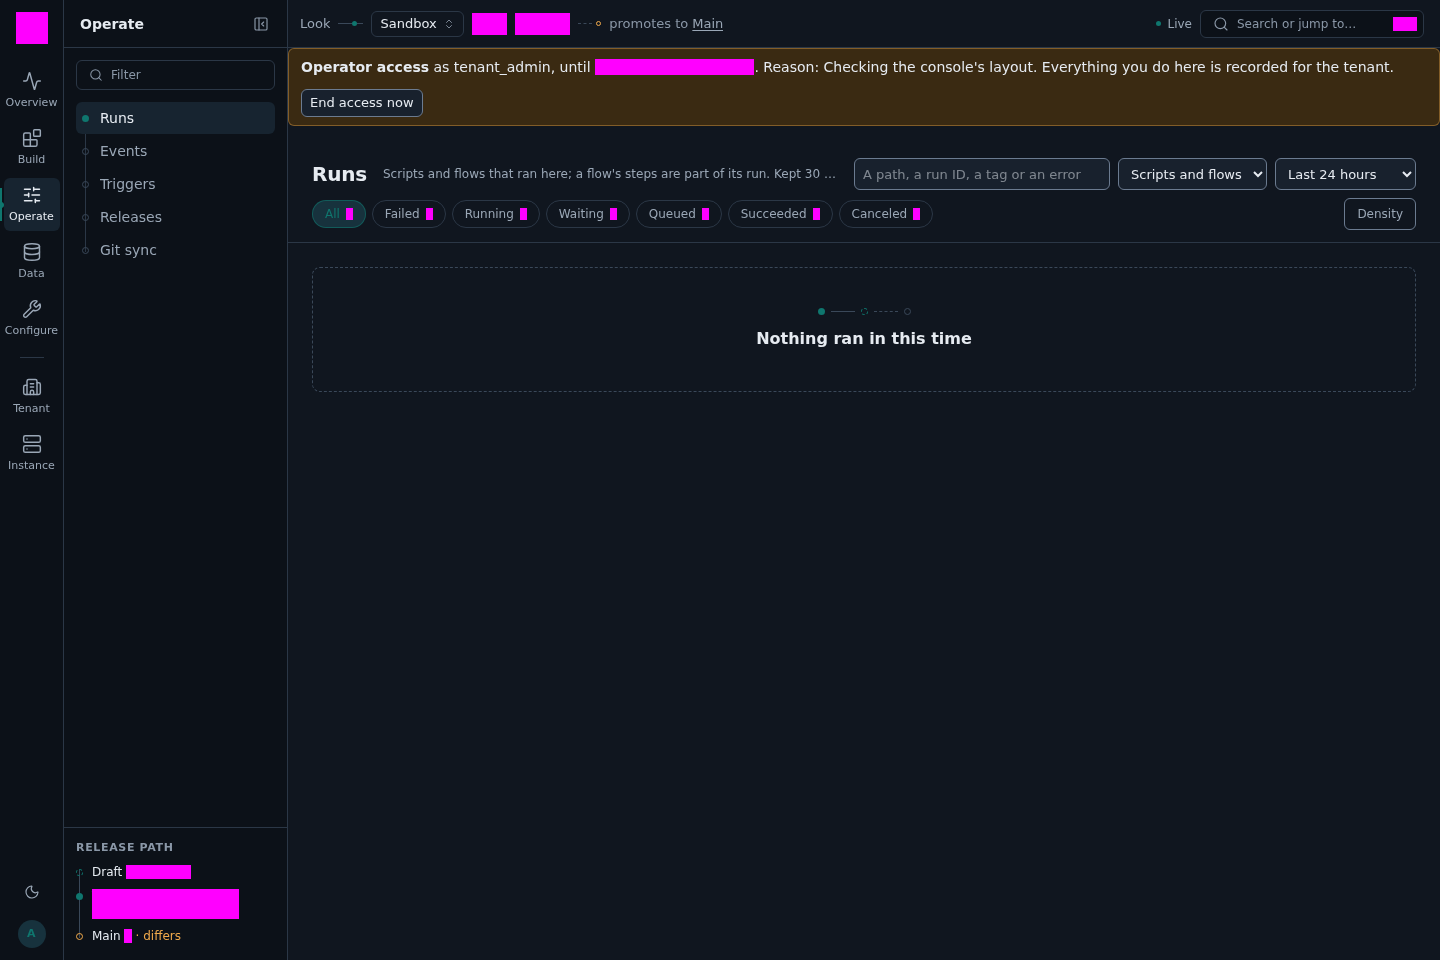 Operate
Look
Sandbox
promotes to Main
Live
Search or jump to...
Operator access as tenant_admin, until . Reason: Checking the console's layout. Everything you do here is recorded for the tenant.
End access now
Filter
Overview
Build
Operate
Data
Configure
Tenant
Instance
Runs
Events
Triggers
Releases
Git sync
Runs
Scripts and flows that ran here; a flow's steps are part of its run. Kept 30 ...
A path, a run ID, a tag or an error
Scripts and flows
Last 24 hours
All
Failed
Running
Waiting
Queued
Succeeded
Canceled
Density
Nothing ran in this time
RELEASE PATH
Draft
Main · differs
A